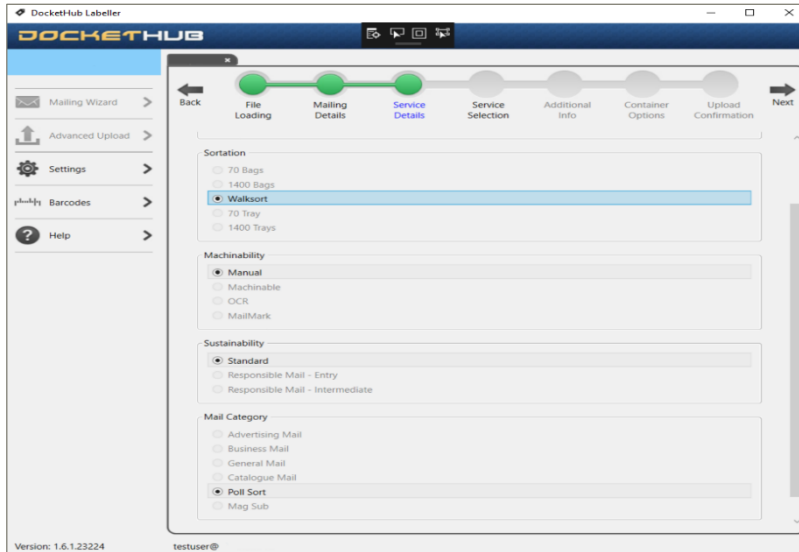 DocketHub Labeller
DOCKETHUB
Mailing Wizard
Advanced Upload
Settings
Barcodes
Help
Back
File Loading
Mailing Details
Service Details
Service Selection
Additional Info
Container Options
Upload Confirmation
Next
Sortation
70 Bags
1400 Bags
Walksort
70 Tray
1400 Trays
Machinability
Manual
Machinable
OCR
MailMark
Sustainability
Standard
Responsible Mail - Entry
Responsible Mail - Intermediate
Mail Category
Advertising Mail
Business Mail
General Mail
Catalogue Mail
Poll Sort
Mag Sub
Version: 1.6.1.23224
testuser@